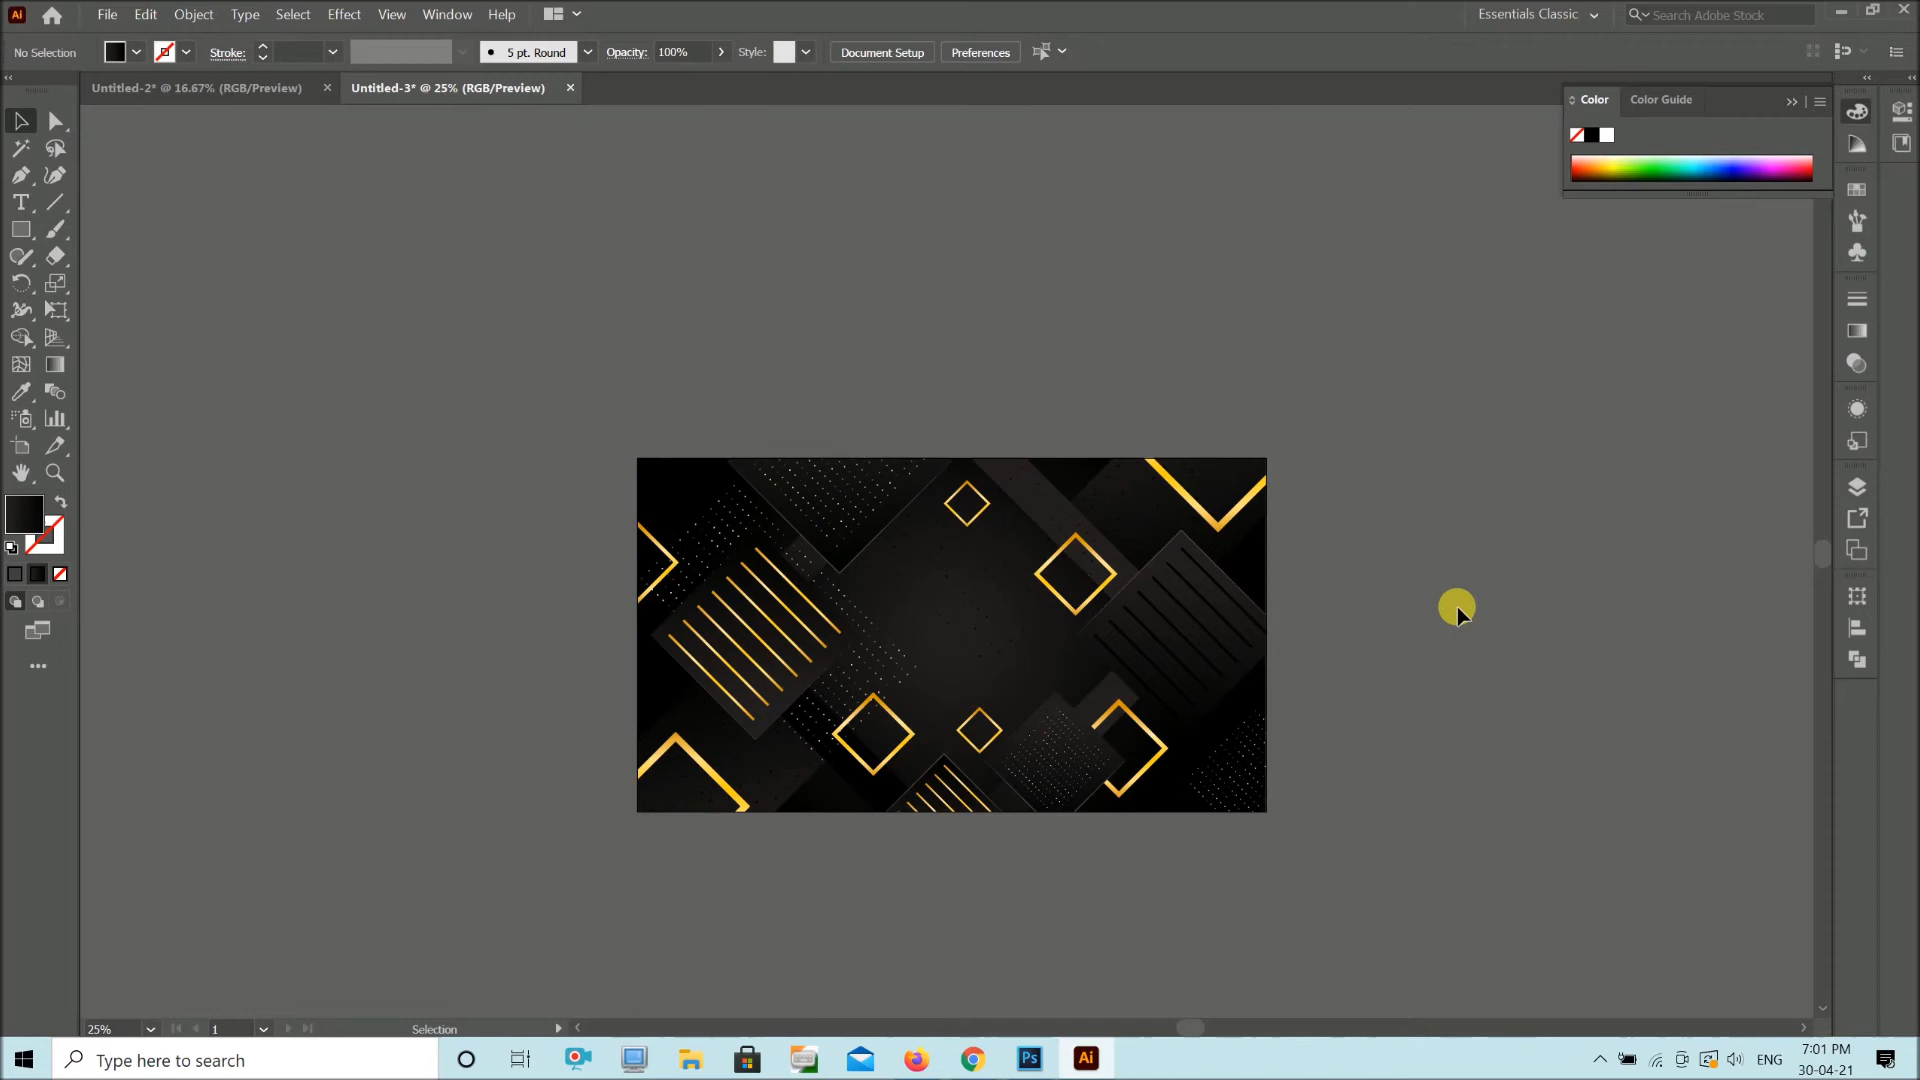 Ai File Edit Object Type Select Effect View Window Help Essentials Classic Search Adobe Stock
No Selection Stroke: 5 pt. Round Opacity: 100% Style: Document Setup Preferences
Untitled-2* @ 16.67% (RGB/Preview) Untitled-3* @ 25% (RGB/Preview)
Color Color Guide
25% 1 Selection
Type here to search Ps Ai ENG 7:01 PM
30-04-21